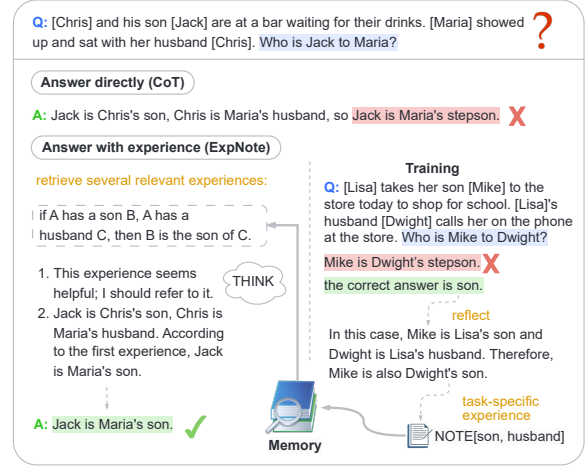 Q: [Chris] and his son [Jack] are at a bar waiting for their drinks. [Maria] showed
up and sat with her husband [Chris]. Who is Jack to Maria?
?
Answer directly (CoT)
A: Jack is Chris's son, Chris is Maria's husband, so Jack is Maria's stepson. X
Answer with experience (ExpNote)
retrieve several relevant experiences:
if A has a son B, A has a
husband C, then B is the son of C.
THINK
1. This experience seems
helpful; I should refer to it.
2. Jack is Chris's son, Chris is
Maria's husband. According
to the first experience, Jack
is Maria's son.
A: Jack is Maria's son.
Training
Q: [Lisa] takes her son [Mike] to the
store today to shop for school. [Lisa]'s
husband [Dwight] calls her on the phone
at the store. Who is Mike to Dwight?
Mike is Dwight's stepson. X
the correct answer is son.
reflect
In this case, Mike is Lisa's son and
Dwight is Lisa's husband. Therefore,
Mike is also Dwight's son.
task-specific
experience
NOTE[son, husband]
Memory